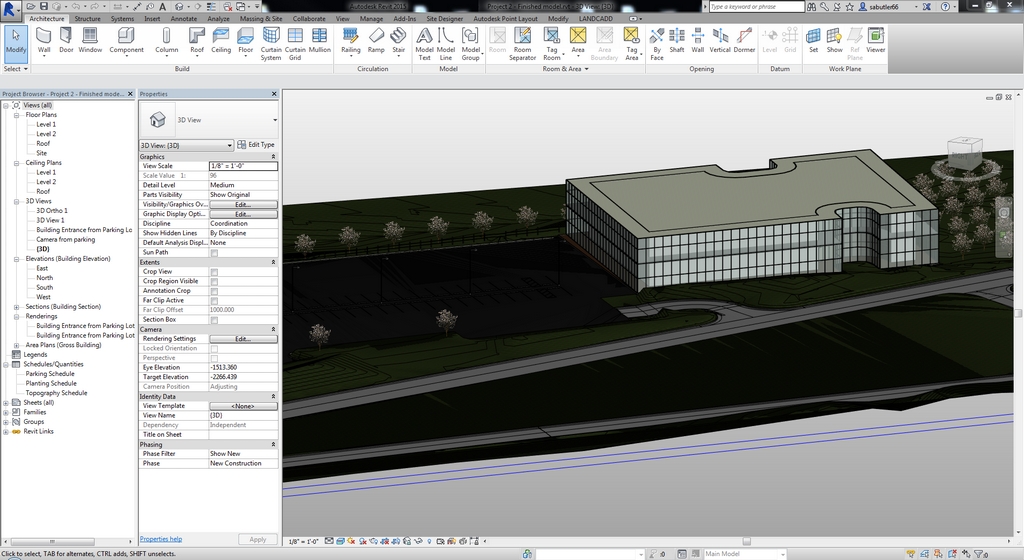 Autodesk Revit 2015
Project 2 - Finished model.rvt - 3D View: {3D}
Type a keyword or phrase
sabutler66
Architecture Structure Systems Insert Annotate Analyze Massing & Site Collaborate View Manage Add-Ins Site Designer Autodesk Point Layout Modify LANDCADD
Modify Wall Door Window Component Column Roof Ceiling Floor Curtain System Curtain Grid Mullion Railing Ramp Stair Model Text Model Line Model Group Room Room Separator Tag Room Area Area Boundary Tag Area By Face Shaft Wall Vertical Dormer Level Grid Set Show Ref Plane Viewer
Select Build Circulation Model Room & Area Opening Datum Work Plane
Project Browser - Project 2 - Finished mode...
Views (all)
Floor Plans
Level 1
Level 2
Roof
Site
Ceiling Plans
Level 1
Level 2
Roof
3D Views
3D Ortho 1
3D View 1
Building Entrance from Parking Lo
Camera from parking
{3D}
Elevations (Building Elevation)
East
North
South
West
Sections (Building Section)
Renderings
Building Entrance from Parking Lot
Building Entrance from Parking Lot
Area Plans (Gross Building)
Legends
Schedules/Quantities
Parking Schedule
Planting Schedule
Topography Schedule
Sheets (all)
Families
Groups
Revit Links
Properties
3D View
3D View: {3D} Edit Type
Graphics
View Scale 1/8" = 1'-0"
Scale Value 1: 96
Detail Level Medium
Parts Visibility Show Original
Visibility/Graphics Ov... Edit...
Graphic Display Opti... Edit...
Discipline Coordination
Show Hidden Lines By Discipline
Default Analysis Displ... None
Sun Path
Extents
Crop View
Crop Region Visible
Annotation Crop
Far Clip Active
Far Clip Offset 1000.000
Section Box
Camera
Rendering Settings Edit...
Locked Orientation
Perspective
Eye Elevation -1513.360
Target Elevation -2266.439
Camera Position Adjusting
Identity Data
View Template <None>
View Name {3D}
Dependency Independent
Title on Sheet
Phasing
Phase Filter Show New
Phase New Construction
Properties help Apply
1/8" = 1'-0"
Click to select, TAB for alternates, CTRL adds, SHIFT unselects.
:0 Main Model :0